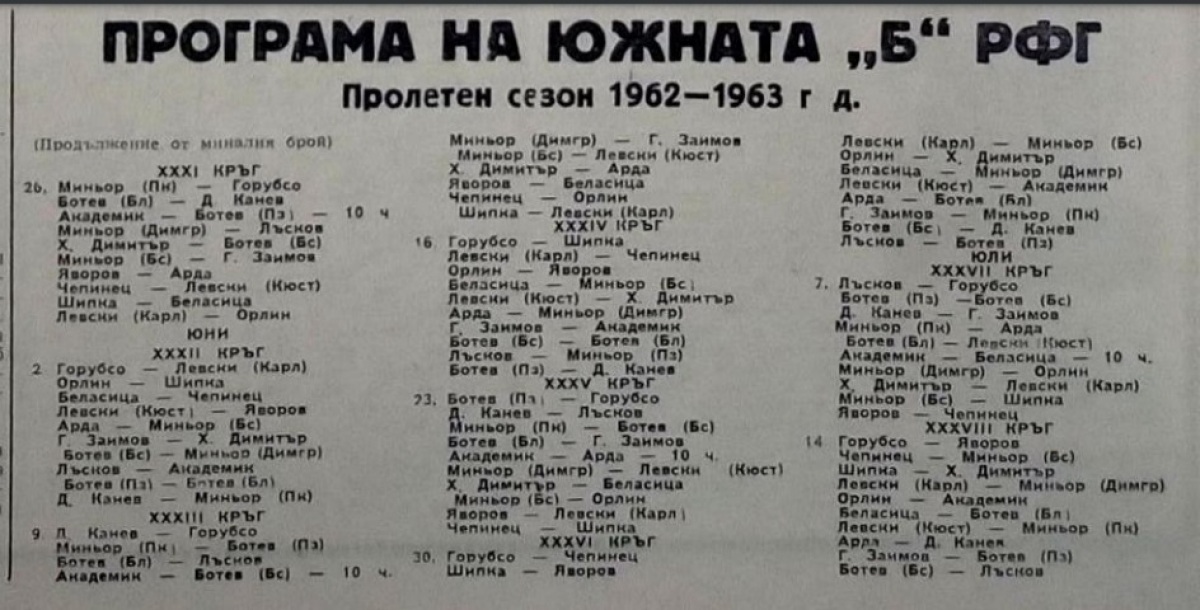 ПРОГРАМА НА ЮЖНАТА „Б“ РФГ
Пролетен сезон 1962—1963 г д.
(Продължение от миналия брой)
XXXI КРЪГ
26. Миньор (Пк) — Горубсо
Ботев (Бл) — Д Канев
Академик — Ботев (Пз) — 10 ч
Миньор (Димгр) — Лъсков
Х. Димитър — Ботев (Бс)
Миньор (Бс) — Г. Заимов
Яворов — Арда
Чепинец — Левски (Кюст)
Шипка — Беласица
Левски (Карл) — Орлин
ЮНИ
XXXII КРЪГ
2 Горубсо — Левски (Карл)
Орлин — Шипка
Беласица — Чепинец
Левски (Кюст) — Яворов
Арда — Миньор (Бс)
Г. Заимов — Х. Димитър
Ботев (Бс) — Миньор (Димгр)
Лъсков — Академик
Ботев (Пз) — Ботев (Бл)
Д. Канев — Миньор (Пк)
XXXIII КРЪГ
9. Д. Канев — Горубсо
Миньор (Пк) — Ботев (Пз)
Ботев (Бл) — Лъсков
Академик — Ботев (Бс) — 10 ч.
Миньор (Димгр) — Г. Заимов
Миньор (Бс) — Левски (Кюст)
Х. Димитър — Арда
Яворов — Беласица
Чепинец — Орлин
Шипка — Левски (Карл)
XXXIV КРЪГ
16. Горубсо — Шипка
Левски (Карл) — Чепинец
Орлин — Яворов
Беласица — Миньор (Бс)
Левски (Кюст) — Х. Димитър
Арда — Миньор (Димгр)
Г. Заимов — Академик
Ботев (Бс) — Ботев (Бл)
Лъсков — Миньор (Пз)
Ботев (Пз) — Д. Канев
XXXV КРЪГ
23. Ботев (Пз) — Горубсо
Д. Канев — Лъсков
Миньор (Пк) — Ботев (Бс)
Ботев (Бл) — Г. Заимов
Академик — Арда — 10 ч.
Миньор (Димгр) — Левски (Кюст)
Х. Димитър — Беласица
Миньор (Бс) — Орлин
Яворов — Левски (Карл)
Чепинец — Шипка
XXXVI КРЪГ
30. Горубсо — Чепинец
Шипка — Яворов
Левски (Карл) — Миньор (Бс)
Орлин — Х. Димитър
Беласица — Миньор (Димгр)
Левски (Кюст) — Академик
Арда — Ботев (Бл)
Г. Заимов — Миньор (Пк)
Ботев (Бс) — Д. Канев
Лъсков — Ботев (Пз)
ЮЛИ
XXXVII КРЪГ
7. Лъсков — Горубсо
Ботев (Пз) — Ботев (Бс)
Д. Канев — Г. Заимов
Миньор (Пк) — Арда
Ботев (Бл) — Левски (Кюст)
Академик — Беласица — 10 ч.
Миньор (Димгр) — Орлин
Х. Димитър — Левски (Карл)
Миньор (Бс) — Шипка
Яворов — Чепинец
XXXVIII КРЪГ
14 Горубсо — Яворов
Чепинец — Миньор (Бс)
Шипка — Х. Димитър
Левски (Карл) — Миньор (Димгр)
Орлин — Академик
Беласица — Ботев (Бл)
Левски (Кюст) — Миньор (Пк)
Арда — Д. Канев
Г. Заимов — Ботев (Пз)
Ботев (Бс) — Лъсков